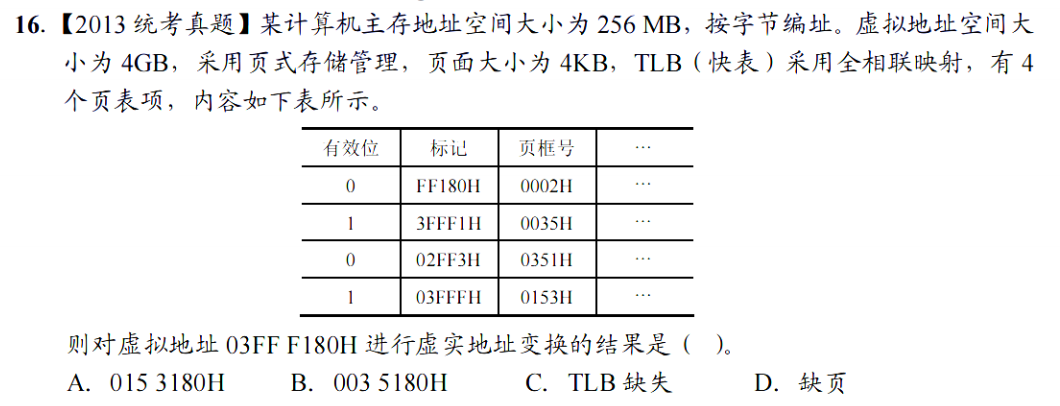 16.【2013 统考真题】某计算机主存地址空间大小为 256 MB，按字节编址。虚拟地址空间大
小为 4GB，采用页式存储管理，页面大小为 4KB，TLB（快表）采用全相联映射，有 4
个页表项，内容如下表所示。
有效位 标记 页框号 …
0 FF180H 0002H …
1 3FFF1H 0035H …
0 02FF3H 0351H …
1 03FFFH 0153H …
则对虚拟地址 03FF F180H 进行虚实地址变换的结果是（ ）。
A. 015 3180H B. 003 5180H C. TLB 缺失 D. 缺页